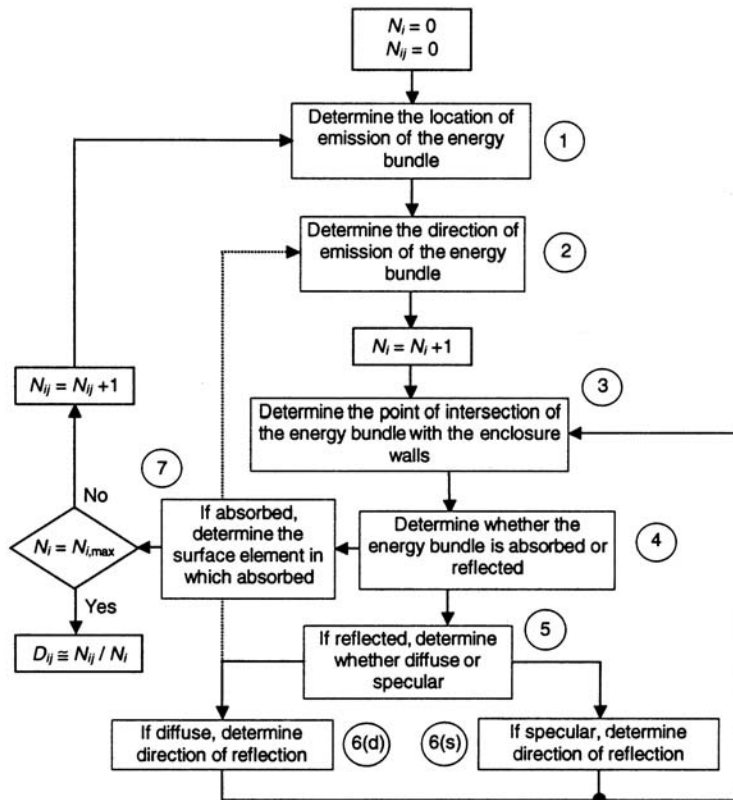 N_i = 0
N_ij = 0
Determine the location of
emission of the energy
bundle
1
Determine the direction of
emission of the energy
bundle
2
N_i = N_i +1
N_ij = N_ij +1
3
Determine the point of intersection of
the energy bundle with the enclosure
walls
7
No
If absorbed,
determine the
surface element in
which absorbed
Determine whether the
energy bundle is absorbed or
reflected
4
N_i = N_i,max
Yes
5
If reflected, determine
whether diffuse or
specular
D_ij ≅ N_ij / N_i
If diffuse, determine
direction of reflection
6(d)
6(s)
If specular, determine
direction of reflection